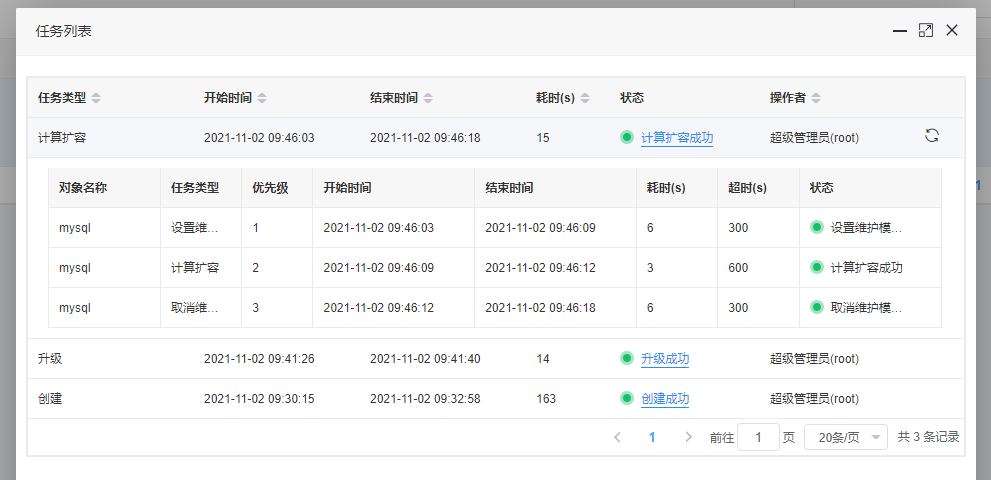 任务列表
任务类型 开始时间 结束时间 耗时(s) 状态 操作者
计算扩容 2021-11-02 09:46:03 2021-11-02 09:46:18 15 计算扩容成功 超级管理员(root)
对象名称 任务类型 优先级 开始时间 结束时间 耗时(s) 超时(s) 状态
mysql 设置维... 1 2021-11-02 09:46:03 2021-11-02 09:46:09 6 300 设置维护模...
mysql 计算扩容 2 2021-11-02 09:46:09 2021-11-02 09:46:12 3 600 计算扩容成功
mysql 取消维... 3 2021-11-02 09:46:12 2021-11-02 09:46:18 6 300 取消维护模...
升级 2021-11-02 09:41:26 2021-11-02 09:41:40 14 升级成功 超级管理员(root)
创建 2021-11-02 09:30:15 2021-11-02 09:32:58 163 创建成功 超级管理员(root)
1 前往 1 页 20条/页 共 3 条记录
1